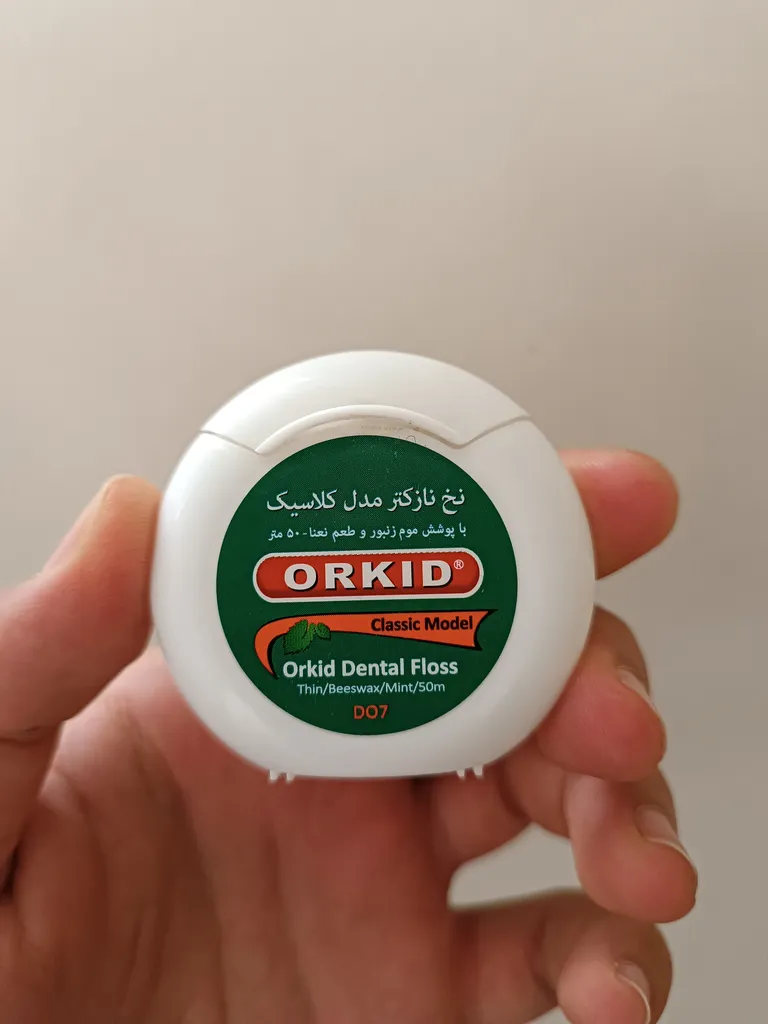 نخ نازکتر مدل کلاسیک
با پوشش موم زنبور و طعم نعنا-۵۰ متر
ORKID®
Classic Model
Orkid Dental Floss
Thin/Beeswax/Mint/50m
DO7